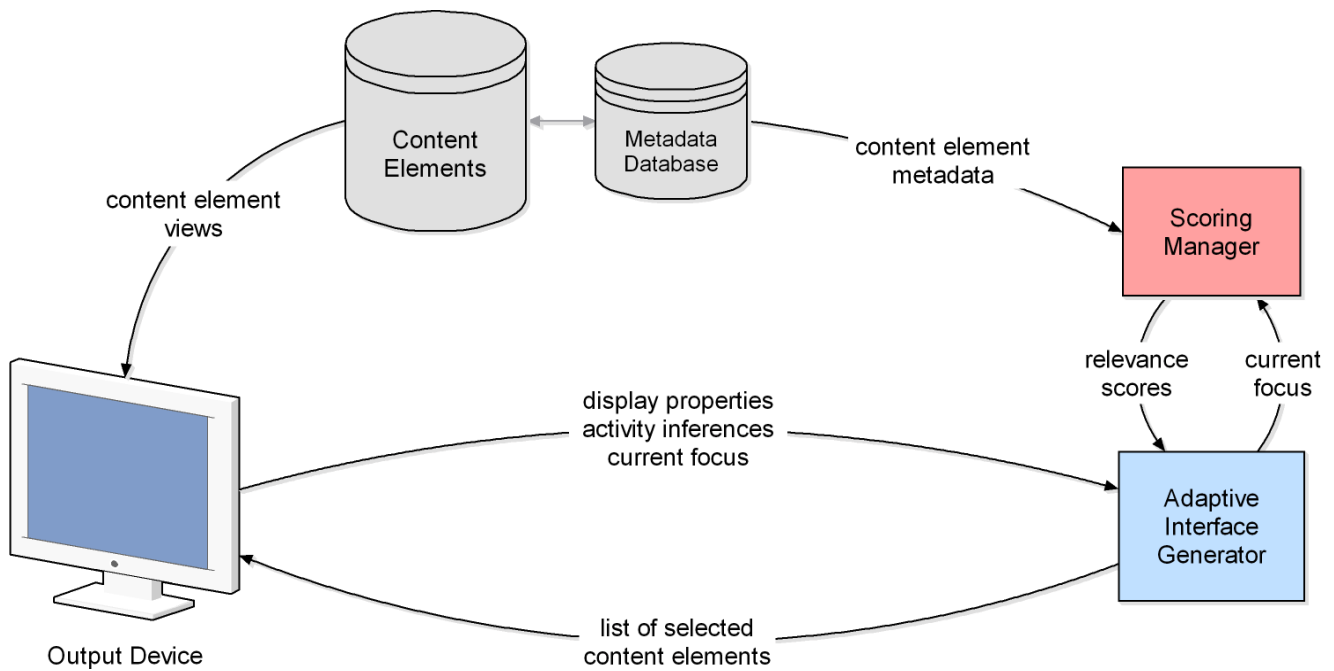 Content
Elements
Metadata
Database
content element
metadata
content element
views
Scoring
Manager
relevance
scores
current
focus
display properties
activity inferences
current focus
Adaptive
Interface
Generator
list of selected
content elements
Output Device